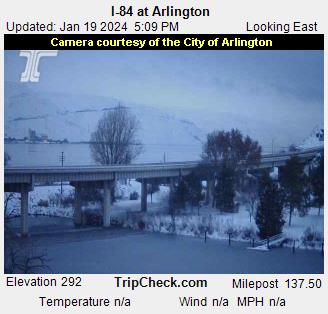 I-84 at Arlington
Updated: Jan 19 2024 5:09 PM Looking East
Camera courtesy of the City of Arlington
Elevation 292 TripCheck.com Milepost 137.50
Temperature n/a Wind n/a MPH n/a